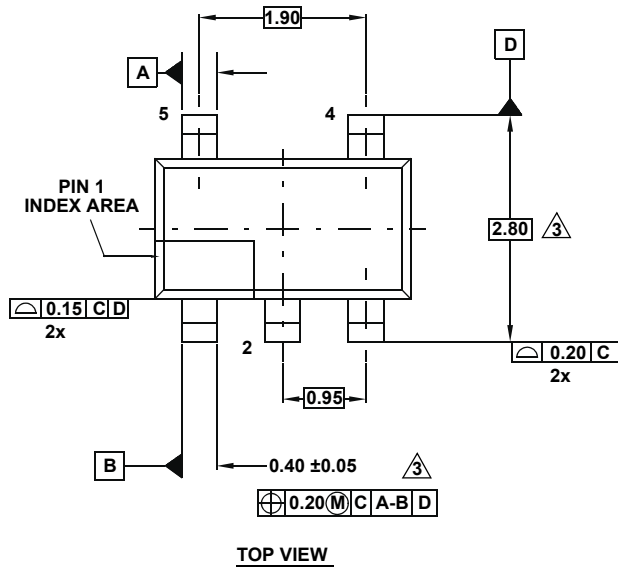 1.90
D
A
5
4
PIN 1
INDEX AREA
2.80 3
0.15 C D
2x
2
0.20 C
2x
0.95
B
0.40 ±0.05 3
0.20 M C A-B D
TOP VIEW